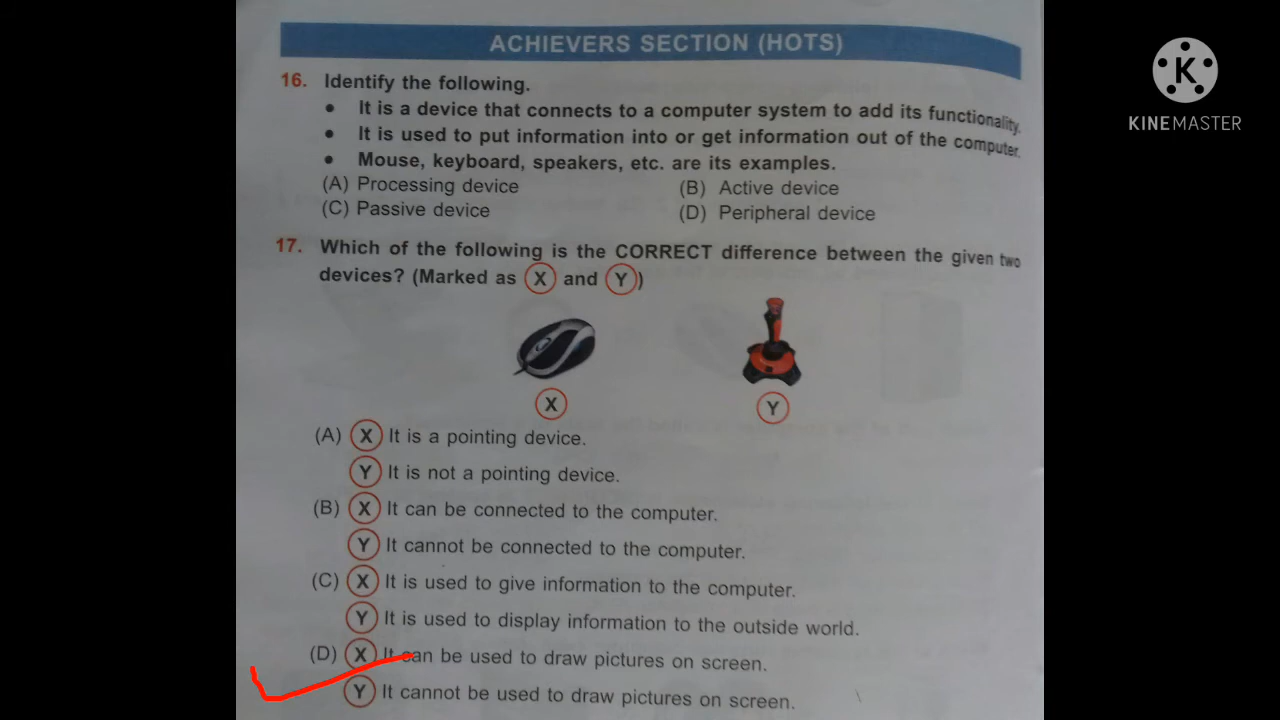 ACHIEVERS SECTION (HOTS)
K
KINEMASTER
16. Identify the following.
• It is a device that connects to a computer system to add its functionality.
• It is used to put information into or get information out of the computer.
• Mouse, keyboard, speakers, etc. are its examples.
(A) Processing device (B) Active device
(C) Passive device (D) Peripheral device
17. Which of the following is the CORRECT difference between the given two
devices? (Marked as X and Y)
X Y
(A) X It is a pointing device.
Y It is not a pointing device.
(B) X It can be connected to the computer.
Y It cannot be connected to the computer.
(C) X It is used to give information to the computer.
Y It is used to display information to the outside world.
(D) X It can be used to draw pictures on screen.
Y It cannot be used to draw pictures on screen.